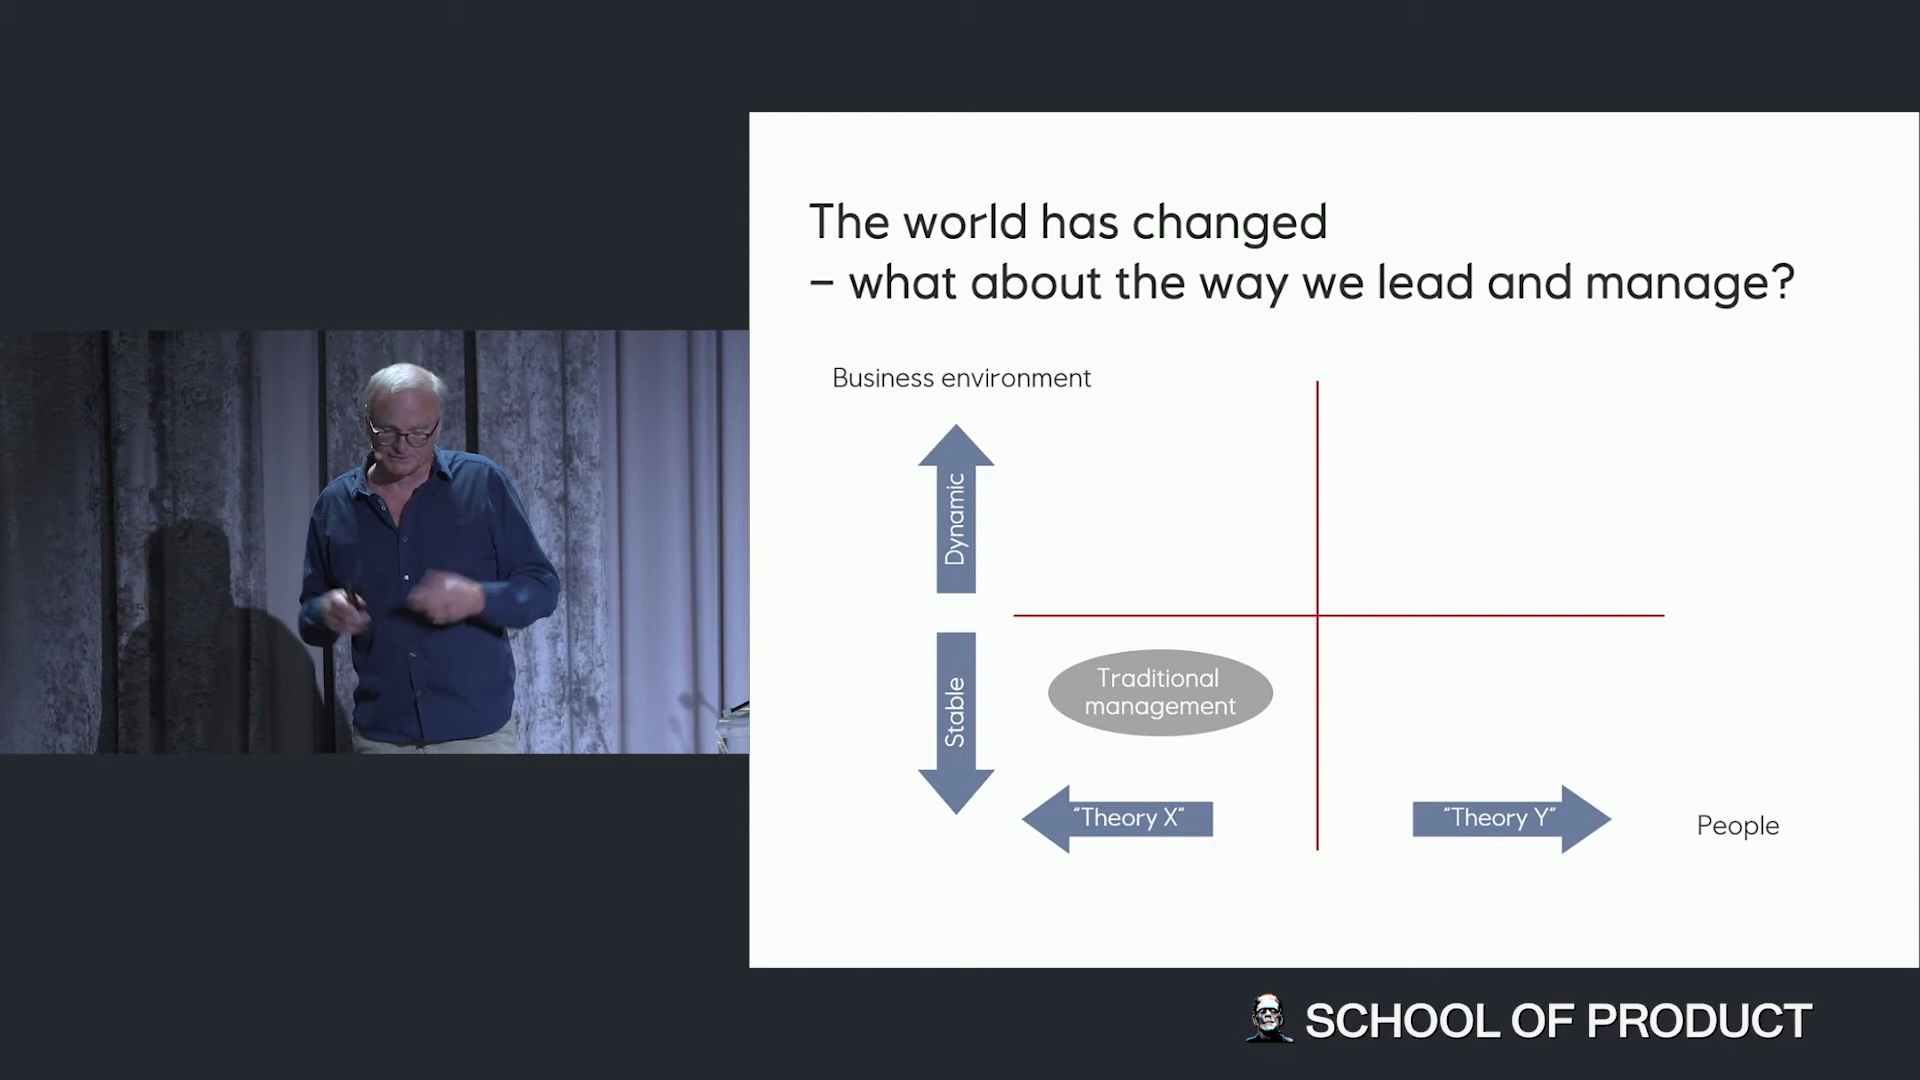 The world has changed
– what about the way we lead and manage?
Business environment
Dynamic
Stable
Traditional
management
“Theory X”
“Theory Y”
People
SCHOOL OF PRODUCT